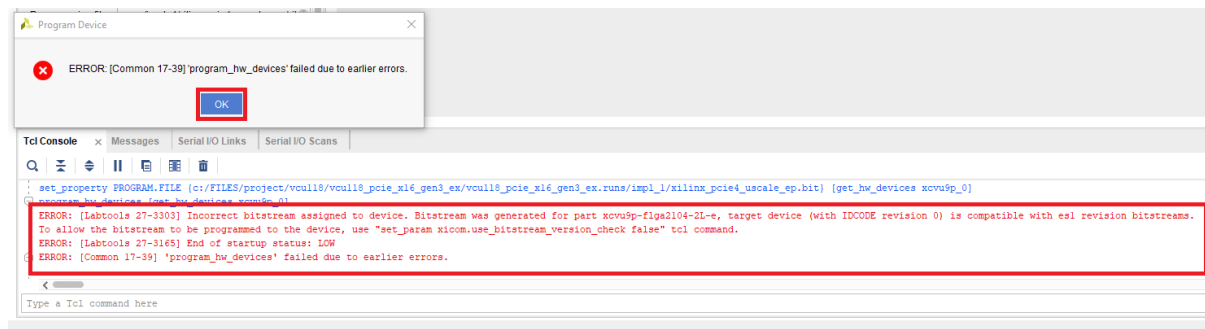 Program Device
ERROR: [Common 17-39] 'program_hw_devices' failed due to earlier errors.
OK
Tcl Console
Messages
Serial I/O Links
Serial I/O Scans
set_property PROGRAM.FILE {c:/FILES/project/vcu118/vcu118_pcie_x16_gen3_ex/vcu118_pcie_x16_gen3_ex.runs/impl_1/xilinx_pcie4_uscale_ep.bit} [get_hw_devices xcvu9p_0]
program_hw_devices [get_hw_devices xcvu9p_0]
ERROR: [Labtools 27-3303] Incorrect bitstream assigned to device. Bitstream was generated for part xcvu9p-flga2104-2L-e, target device (with IDCODE revision 0) is compatible with es1 revision bitstreams.
To allow the bitstream to be programmed to the device, use "set_param xicom.use_bitstream_version_check false" tcl command.
ERROR: [Labtools 27-3165] End of startup status: LOW
ERROR: [Common 17-39] 'program_hw_devices' failed due to earlier errors.
Type a Tcl command here